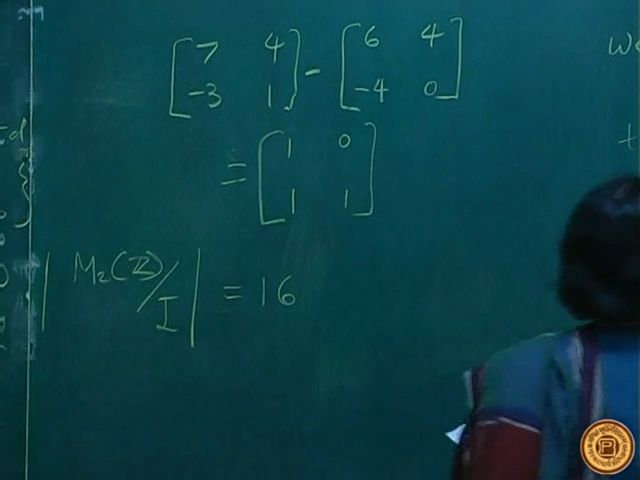 [7 4 -3 1] - [6 4 -4 0]
= [1 0 1 1]
|M₂(ℤ)/I| = 16